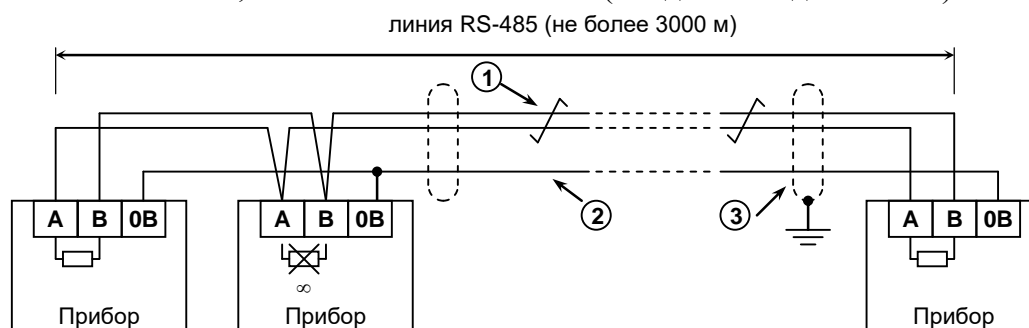 линия RS-485 (не более 3000 м)
1
2
3
A B 0B
A B 0B
A B 0B
∞
Прибор
Прибор
Прибор